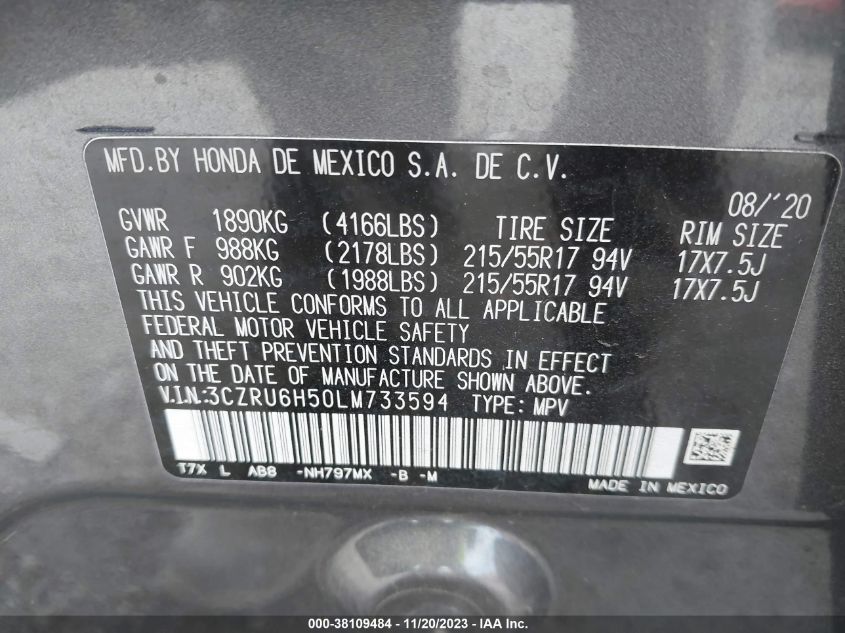 MFD.BY HONDA DE MEXICO S.A. DE C.V.
08/'20
GVWR 1890KG (4166LBS) TIRE SIZE RIM SIZE
GAWR F 988KG (2178LBS) 215/55R17 94V 17X7.5J
GAWR R 902KG (1988LBS) 215/55R17 94V 17X7.5J
THIS VEHICLE CONFORMS TO ALL APPLICABLE
FEDERAL MOTOR VEHICLE SAFETY
AND THEFT PREVENTION STANDARDS IN EFFECT
ON THE DATE OF MANUFACTURE SHOWN ABOVE.
V.I.N:3CZRU6H50LM733594 TYPE: MPV
T7X L AB8 -NH797MX -B -M
MADE IN MEXICO
000-38109484 - 11/20/2023 - IAA Inc.